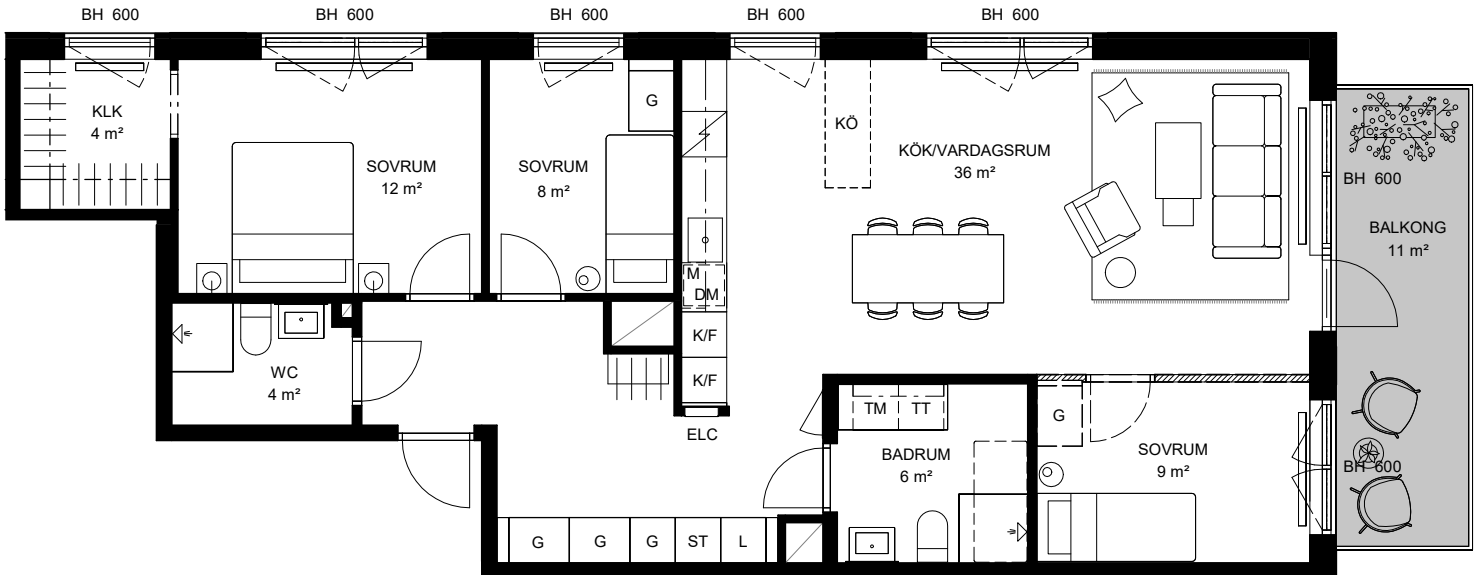 BH 600
BH 600
BH 600
BH 600
BH 600
KLK
4 m²
SOVRUM
12 m²
SOVRUM
8 m²
G
KÖ
KÖK/VARDAGSRUM
36 m²
BH 600
BALKONG
11 m²
M
DM
K/F
K/F
ELC
WC
4 m²
TM
TT
BADRUM
6 m²
G
SOVRUM
9 m²
BH 600
G
G
G
ST
L